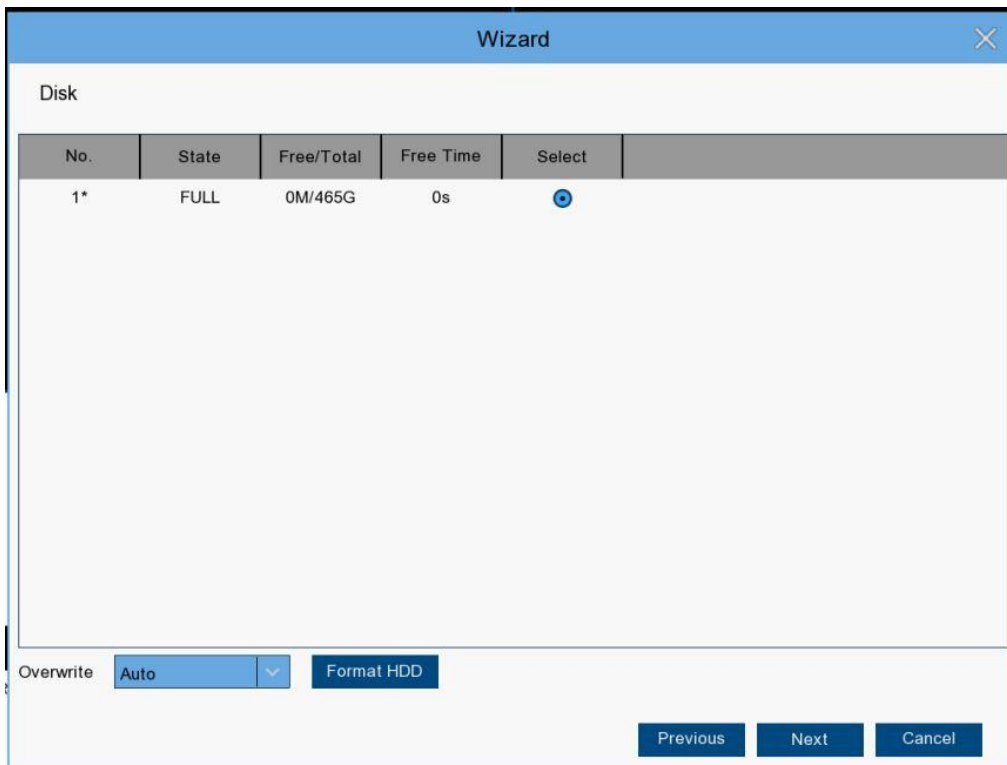 Wizard
Disk
No. State Free/Total Free Time Select
1* FULL 0M/465G 0s
Overwrite Auto Format HDD
Previous Next Cancel